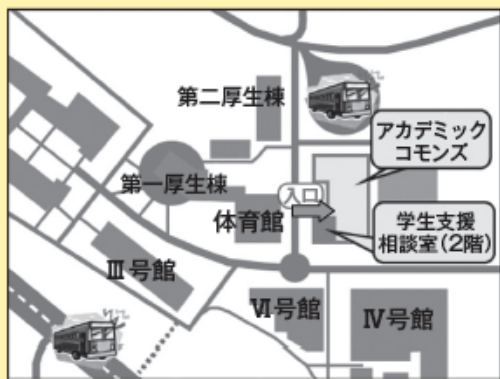 第二厚生棟
アカデミック
コモンズ
第一厚生棟
入口
体育館
学生支援
相談室(2階)
Ⅲ号館
Ⅵ号館
Ⅳ号館